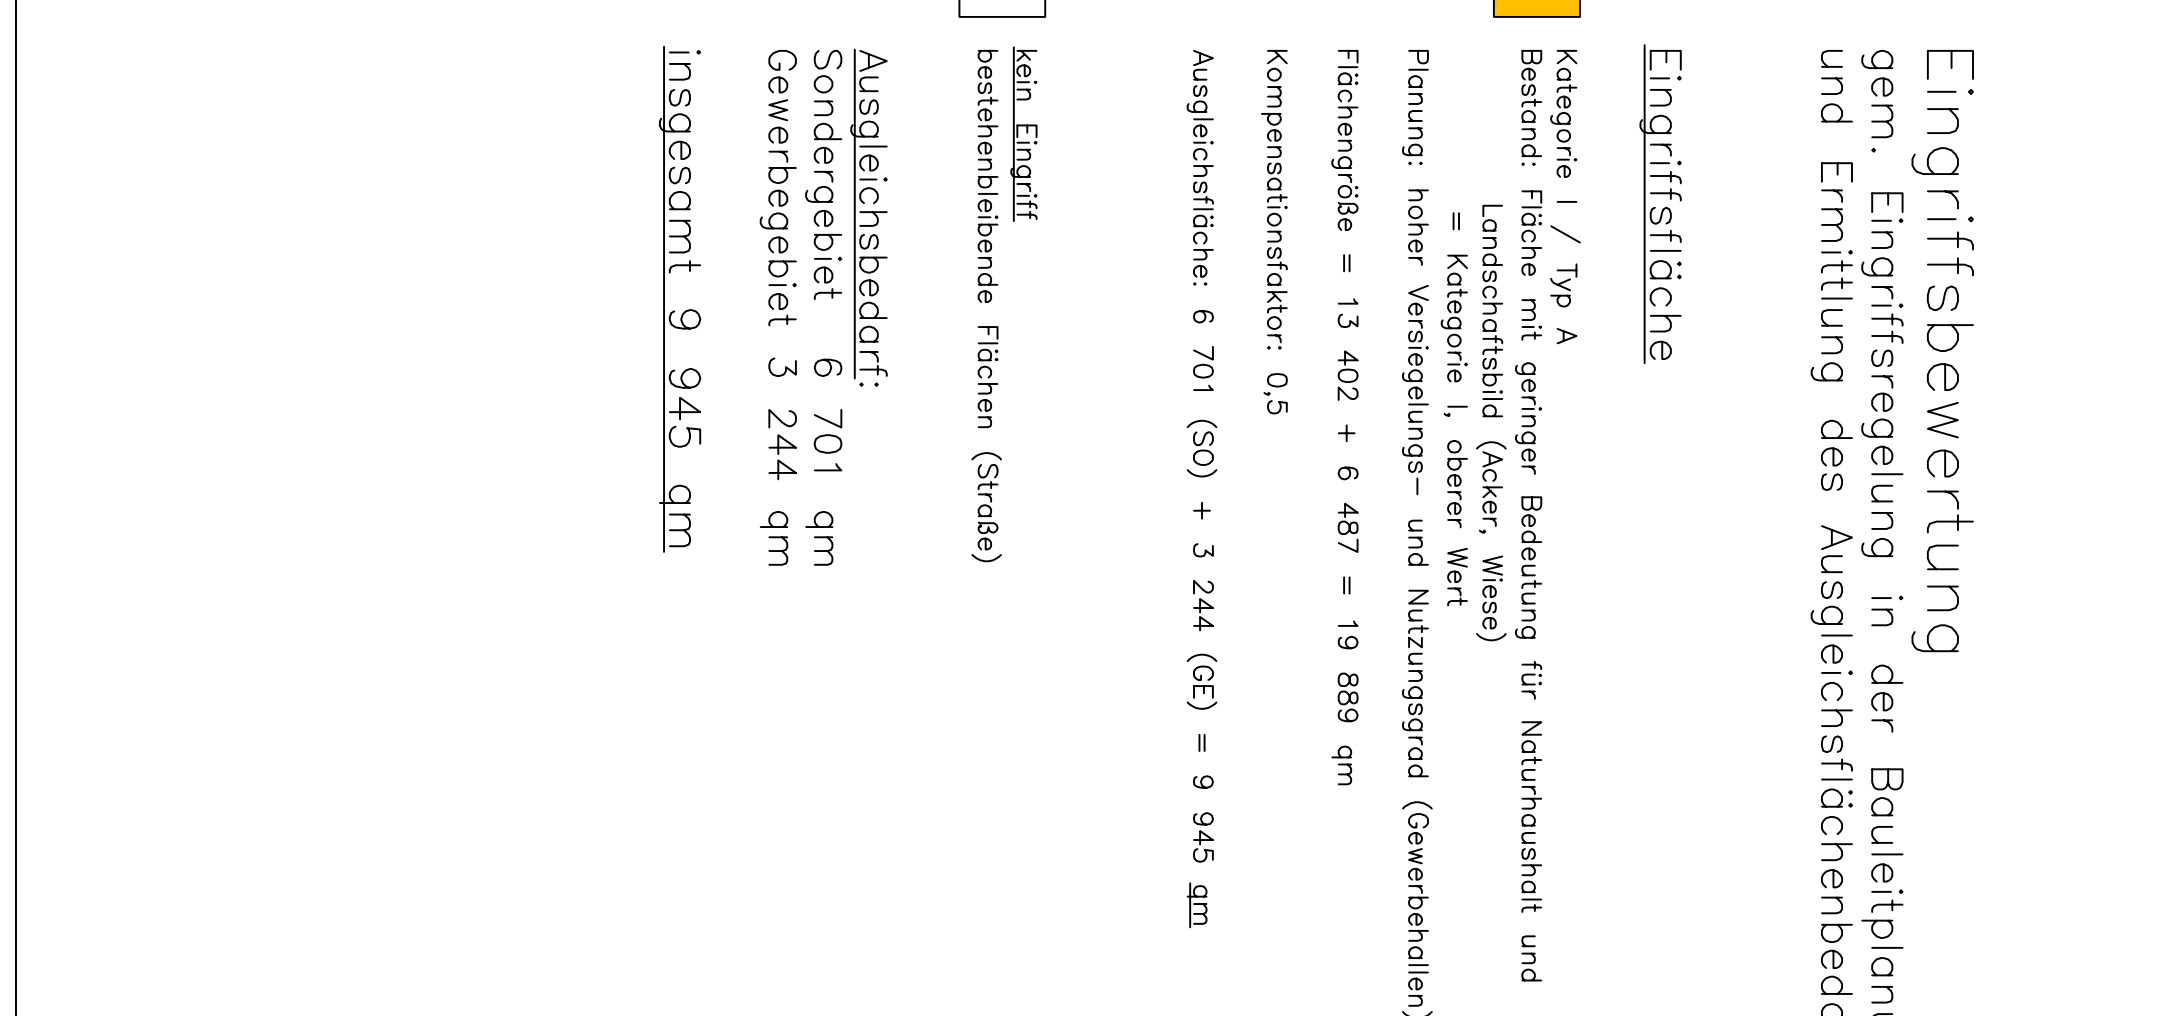 Eingriffsbewertung
gem. Eingriffsregelung in der Bauleitplan
und Ermittlung des Ausgleichsflächenbed
Eingriffsfläche
Kategorie I / Typ A
Bestand: Fläche mit geringer Bedeutung für Naturhaushalt und
Landschaftsbild (Acker, Wiese)
= Kategorie I, oberer Wert
Planung: hoher Versiegelungs- und Nutzungsgrad (Gewerbehallen)
Flächengröße = 13 402 + 6 487 = 19 889 qm
Kompensationsfaktor: 0,5
Ausgleichsfläche: 6 701 (SO) + 3 244 (GE) = 9 945 qm
kein Eingriff
bestehenbleibende Flächen (Straße)
Ausgleichsbedarf:
Sondergebiet 6 701 qm
Gewerbegebiet 3 244 qm
insgesamt 9 945 qm